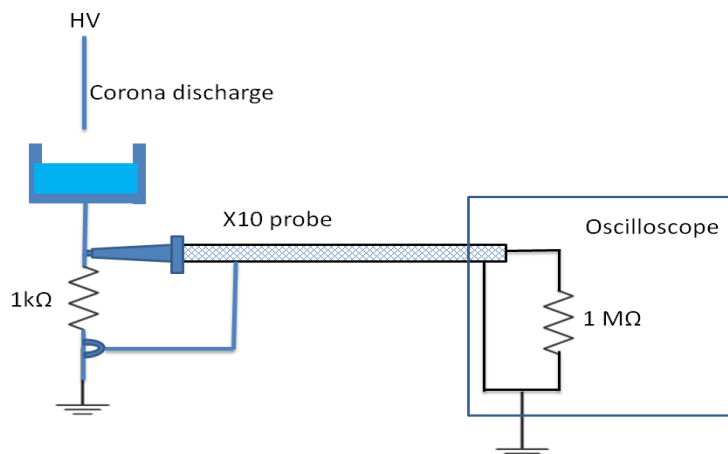 HV
Corona discharge
X10 probe
Oscilloscope
1kΩ
1 MΩ